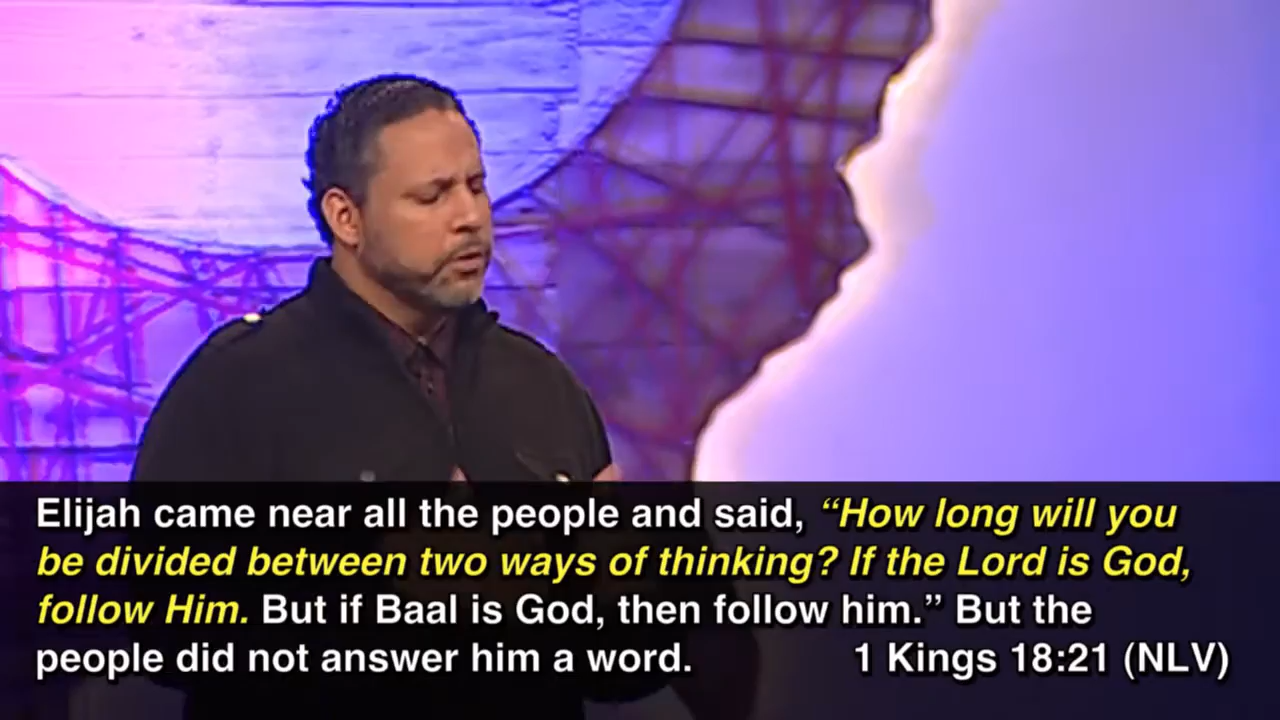 Elijah came near all the people and said, “How long will you
be divided between two ways of thinking? If the Lord is God,
follow Him. But if Baal is God, then follow him.” But the
people did not answer him a word. 1 Kings 18:21 (NLV)